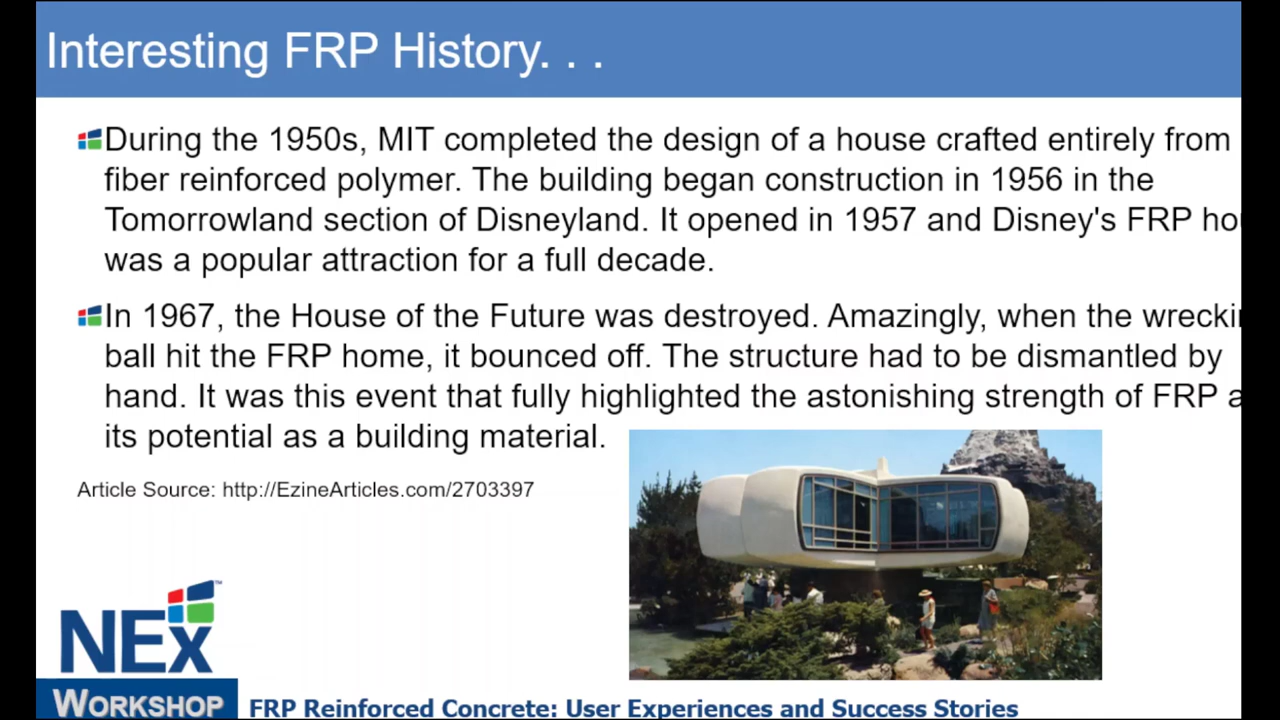 Interesting FRP History. . .
During the 1950s, MIT completed the design of a house crafted entirely from
fiber reinforced polymer. The building began construction in 1956 in the
Tomorrowland section of Disneyland. It opened in 1957 and Disney's FRP
was a popular attraction for a full decade.
In 1967, the House of the Future was destroyed. Amazingly, when the
ball hit the FRP home, it bounced off. The structure had to be dismantled by
hand. It was this event that fully highlighted the astonishing strength of FRP
its potential as a building material.
Article Source: http://EzineArticles.com/2703397
NEx™
WORKSHOP
FRP Reinforced Concrete: User Experiences and Success Stories